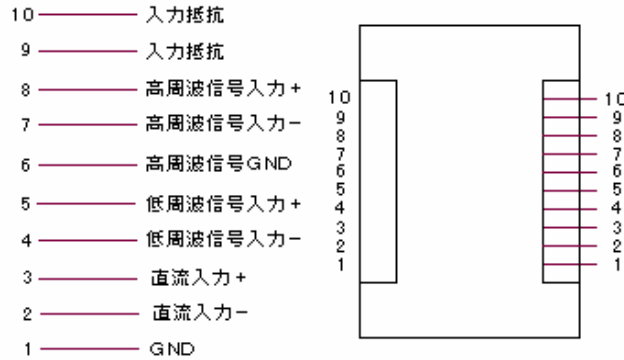 10 入力抵抗
9 入力抵抗
8 高周波信号入力+
7 高周波信号入力-
6 高周波信号GND
5 低周波信号入力+
4 低周波信号入力-
3 直流入力+
2 直流入力-
1 GND
10
9
8
7
6
5
4
3
2
1
10
9
8
7
6
5
4
3
2
1